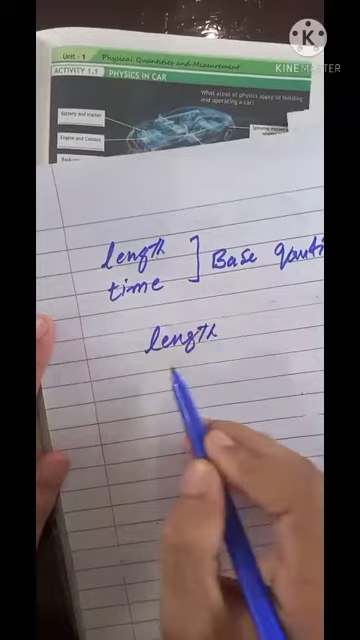 KINEMASTER
Unit - 1 Physical Quantities and Measurement
ACTIVITY 1.1 PHYSICS IN CAR
What areas of physics apply to building
and operating a car?
Battery and starter
Engine and Coolant
length
time
] Base
length